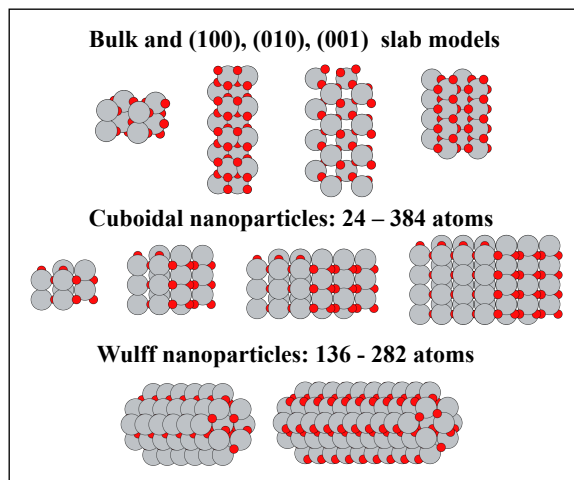 Bulk and (100), (010), (001) slab models
Cuboidal nanoparticles: 24 – 384 atoms
Wulff nanoparticles: 136 - 282 atoms